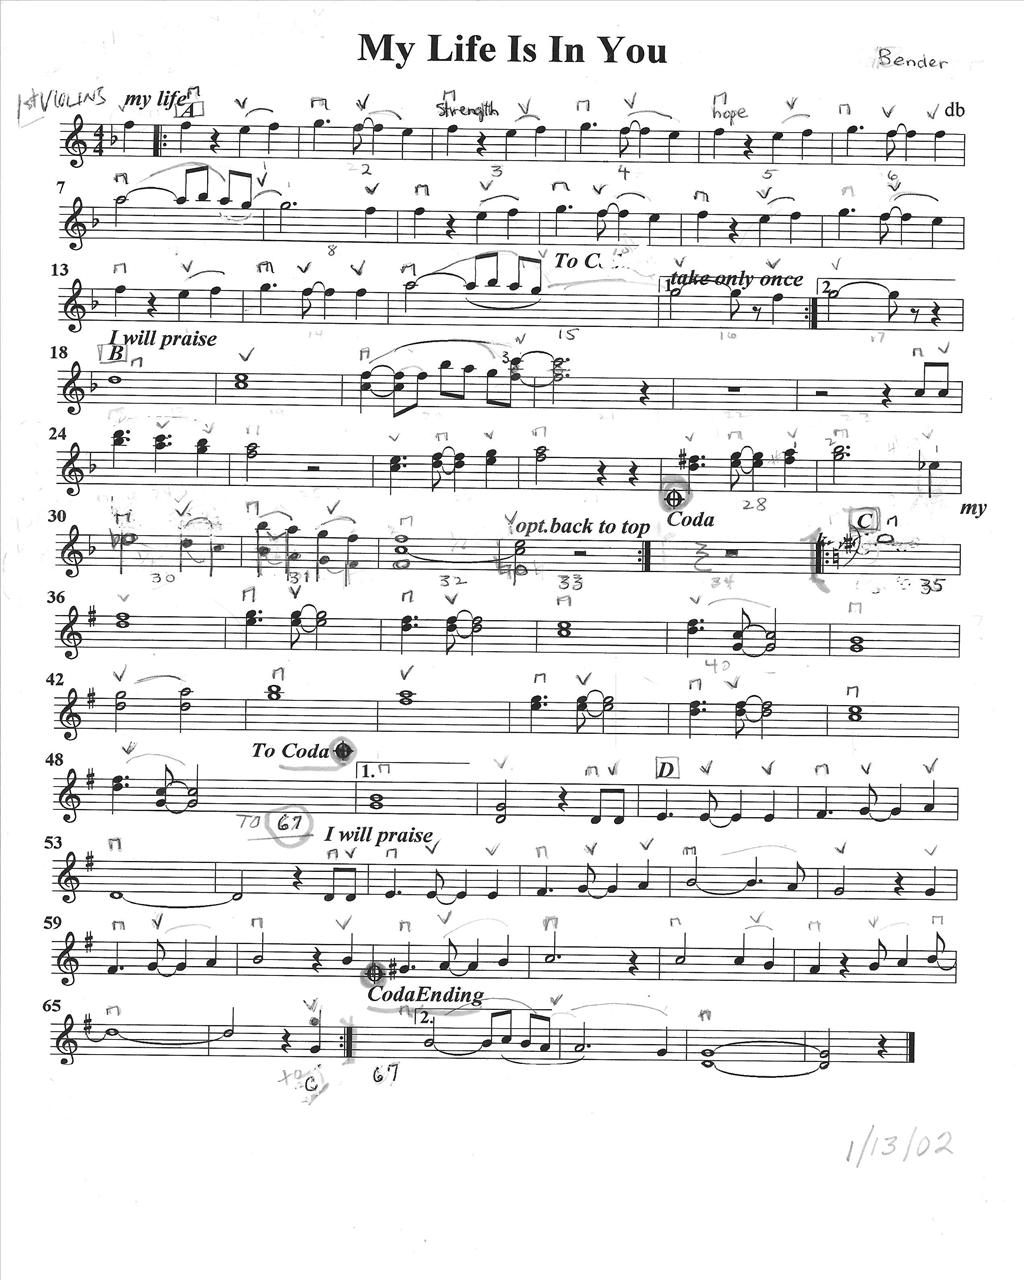 My Life Is In You
Bender
1st VIOLINS my life A strength hope db
2 3 4 5 6
7
8
To C
13 take only once
1. 2.
I will praise 14 15 16 17
18 B
3
24
2
Coda 28
my
30 opt.back to top C
30 31 32 33 34 35
36
40
42
To Coda
48 1. D
TO 67
I will praise
53
59
CodaEnding
65 2.
67
1/13/02